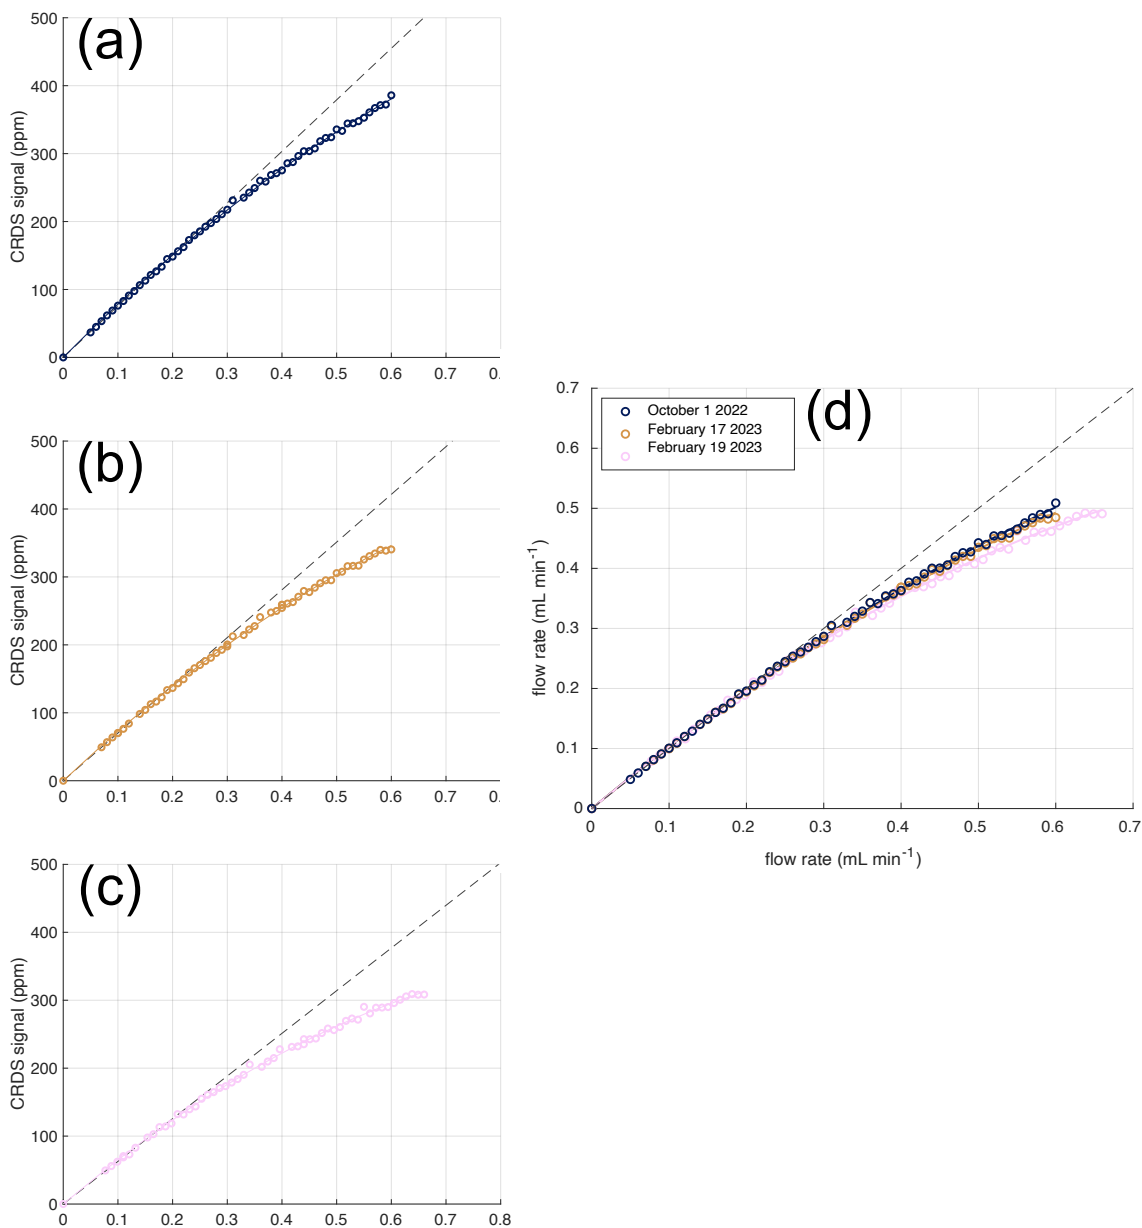 (a)
500
400
300
200
100
0
CRDS signal (ppm)
0 0.1 0.2 0.3 0.4 0.5 0.6 0.7 0.
(b)
500
400
300
200
100
0
CRDS signal (ppm)
0 0.1 0.2 0.3 0.4 0.5 0.6 0.7 0.
(c)
500
400
300
200
100
0
CRDS signal (ppm)
0 0.1 0.2 0.3 0.4 0.5 0.6 0.7 0.8
(d)
October 1 2022
February 17 2023
February 19 2023
0.7
0.6
0.5
0.4
0.3
0.2
0.1
0
flow rate (mL min⁻¹)
0 0.1 0.2 0.3 0.4 0.5 0.6 0.7
flow rate (mL min⁻¹)